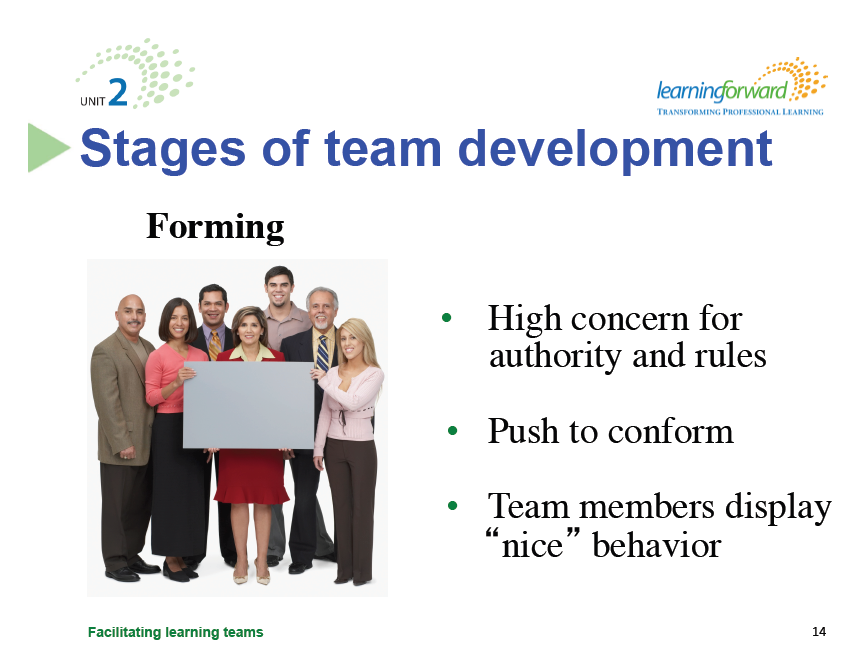 UNIT 2
learningforward
TRANSFORMING PROFESSIONAL LEARNING
Stages of team development
Forming
• High concern for
authority and rules
• Push to conform
• Team members display
“nice” behavior
Facilitating learning teams
14